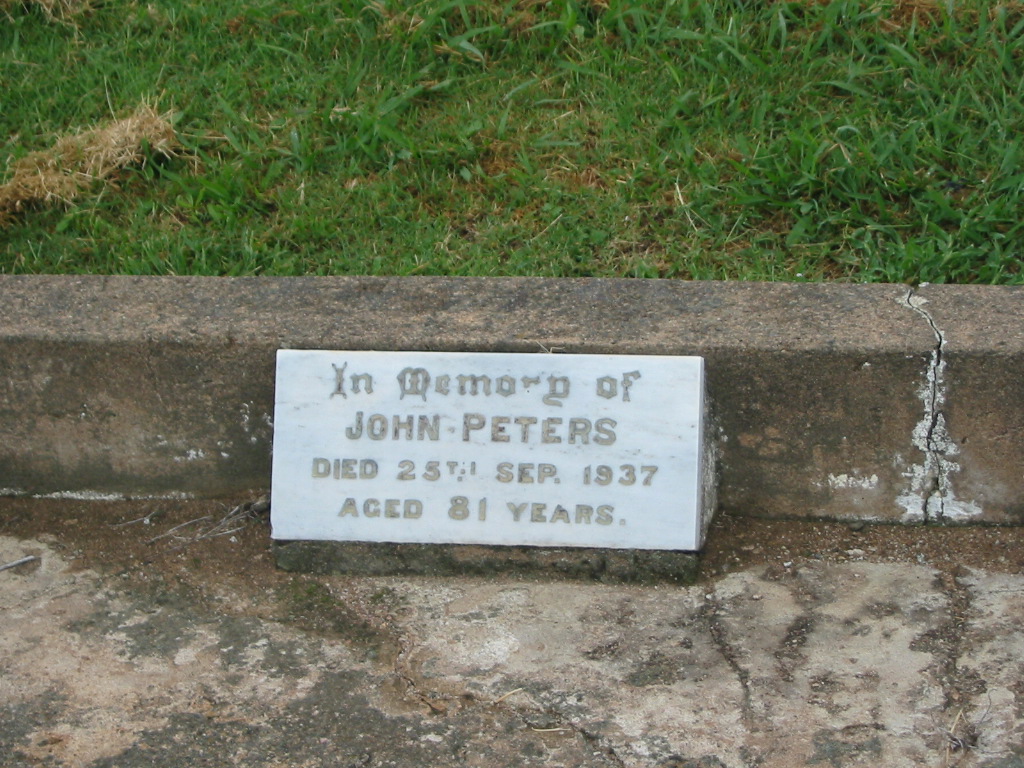 In Memory of
JOHN PETERS
DIED 25TH SEP. 1937
AGED 81 YEARS.